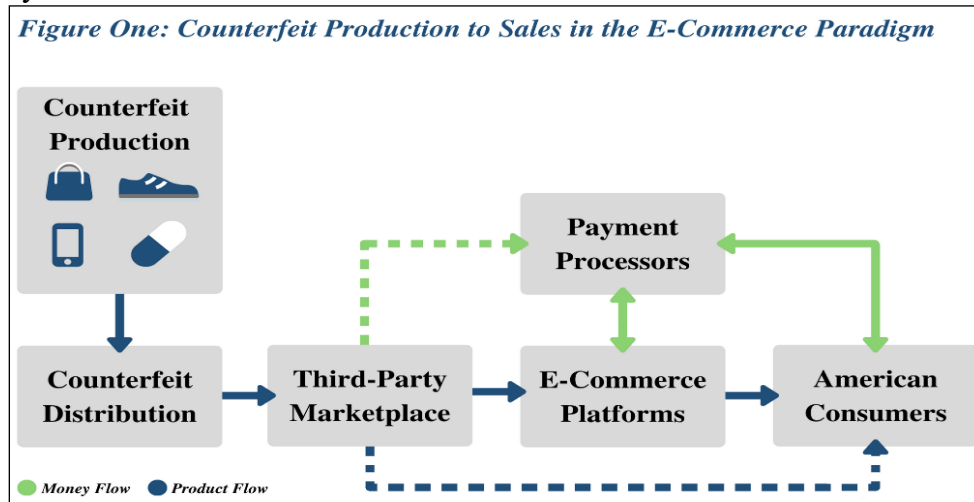 Figure One: Counterfeit Production to Sales in the E-Commerce Paradigm
Counterfeit
Production
Payment
Processors
Counterfeit
Distribution
Third-Party
Marketplace
E-Commerce
Platforms
American
Consumers
Money Flow
Product Flow